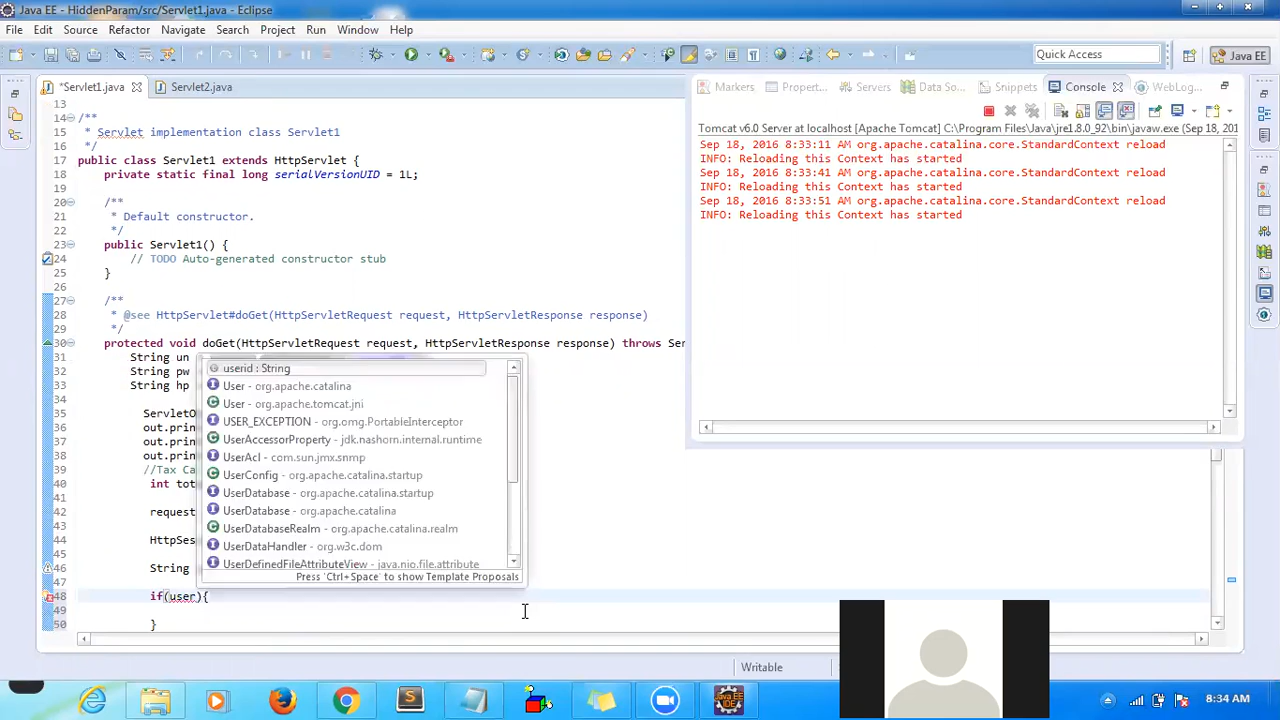 Java EE - HiddenParam/src/Servlet1.java - Eclipse
File Edit Source Refactor Navigate Search Project Run Window Help
Quick Access
Java EE
*Servlet1.java
Servlet2.java
Markers
Propert...
Servers
Data So...
Snippets
Console
WebLog...
Tomcat v6.0 Server at localhost [Apache Tomcat] C:\Program Files\Java\jre1.8.0_92\bin\javaw.exe (Sep 18, 201
Sep 18, 2016 8:33:11 AM org.apache.catalina.core.StandardContext reload
INFO: Reloading this Context has started
Sep 18, 2016 8:33:41 AM org.apache.catalina.core.StandardContext reload
INFO: Reloading this Context has started
Sep 18, 2016 8:33:51 AM org.apache.catalina.core.StandardContext reload
INFO: Reloading this Context has started
13
14 /**
15 * Servlet implementation class Servlet1
16 */
17 public class Servlet1 extends HttpServlet {
18 private static final long serialVersionUID = 1L;
19
20 /**
21 * Default constructor.
22 */
23 public Servlet1() {
24 // TODO Auto-generated constructor stub
25 }
26
27 /**
28 * @see HttpServlet#doGet(HttpServletRequest request, HttpServletResponse response)
29 */
30 protected void doGet(HttpServletRequest request, HttpServletResponse response) throws Ser
31 String un
32 String pw
33 String hp
34
35 ServletO
36 out.prin
37 out.prin
38 out.prin
39 //Tax Ca
40 int tot
41
42 request
43
44 HttpSes
45
46 String
47
48 if(user){
49
50 }
userid : String
User - org.apache.catalina
User - org.apache.tomcat.jni
USER_EXCEPTION - org.omg.PortableInterceptor
UserAccessorProperty - jdk.nashorn.internal.runtime
UserAcl - com.sun.jmx.snmp
UserConfig - org.apache.catalina.startup
UserDatabase - org.apache.catalina.startup
UserDatabase - org.apache.catalina
UserDatabaseRealm - org.apache.catalina.realm
UserDataHandler - org.w3c.dom
UserDefinedFileAttributeView - java.nio.file.attribute
Press 'Ctrl+Space' to show Template Proposals
Writable
8:34 AM